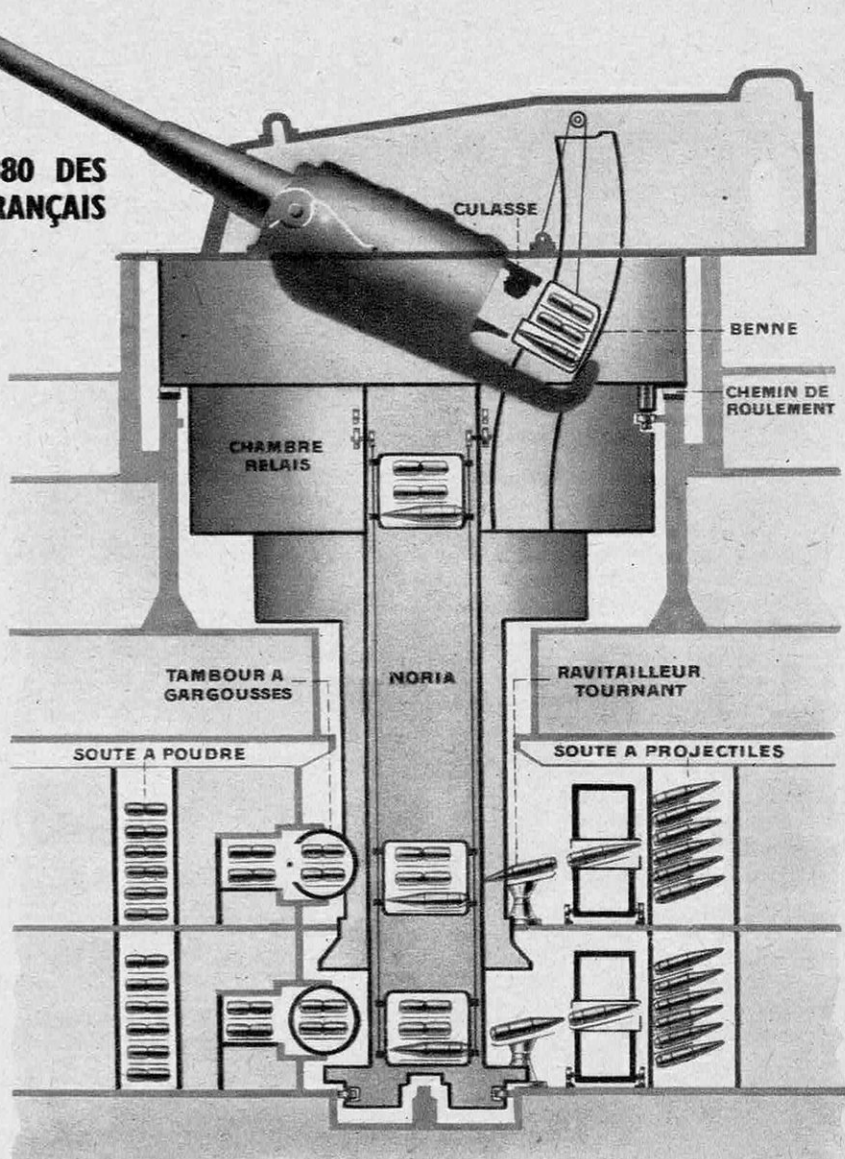 80 DES
RANÇAIS
CULASSE
BENNE
CHEMIN DE
ROULEMENT
CHAMBRE
RELAIS
TAMBOUR A
GARGOUSSES
NORIA
RAVITAILLEUR
TOURNANT
SOUTE A POUDRE
SOUTE A PROJECTILES